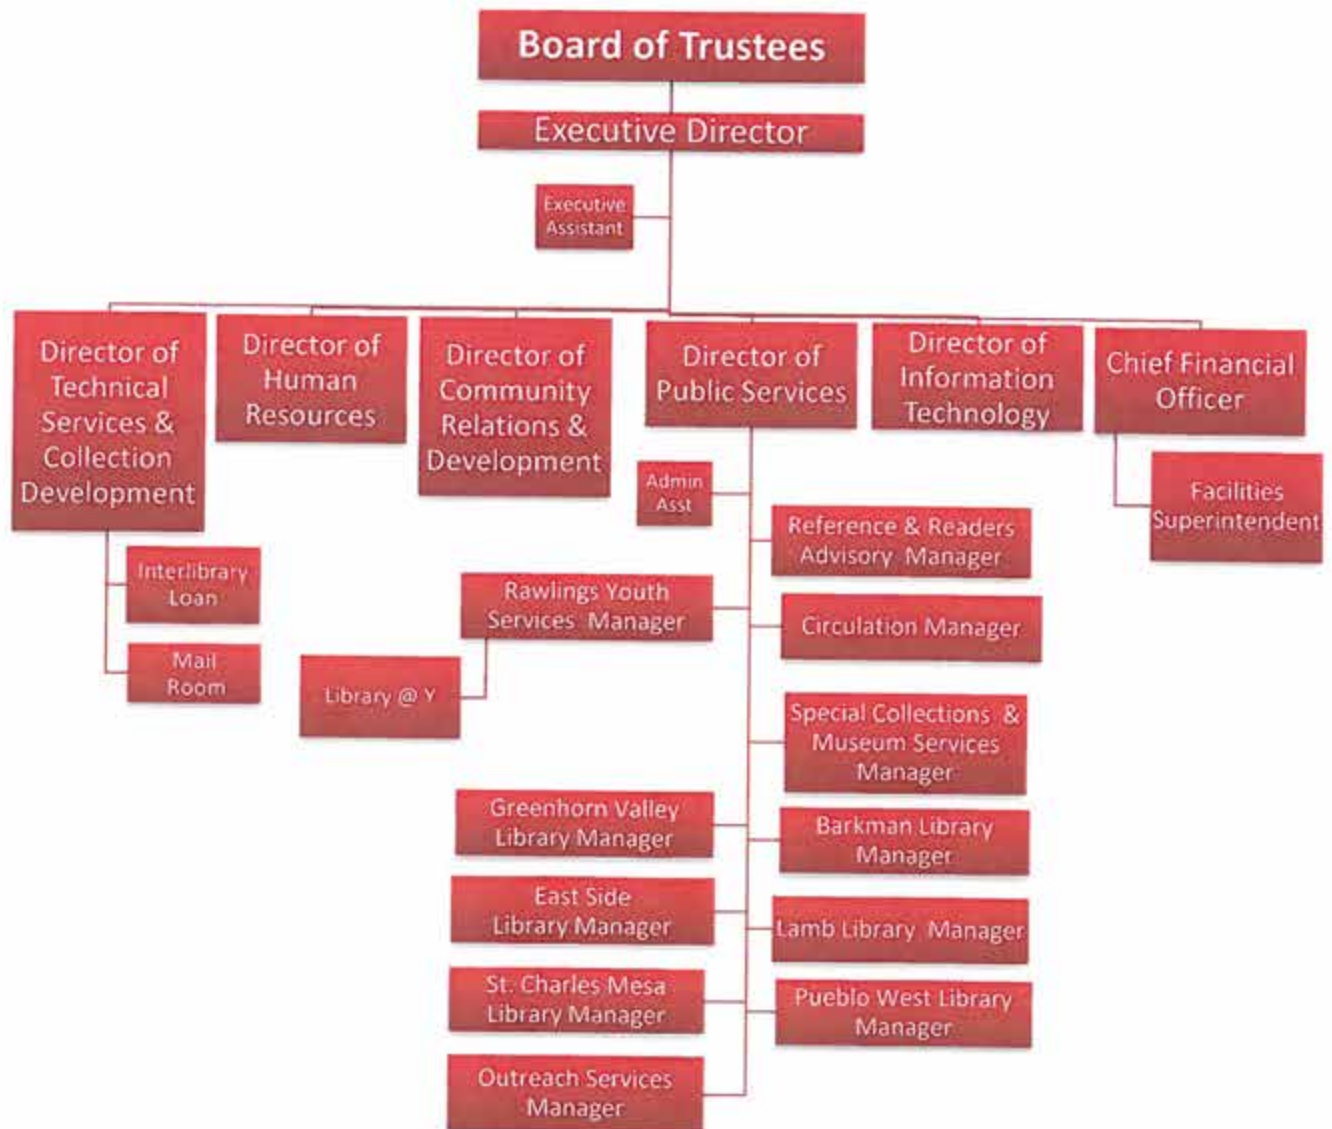 Board of Trustees
Executive Director
Executive
Assistant
Director of
Technical
Services &
Collection
Development
Director of
Human
Resources
Director of
Community
Relations &
Development
Director of
Public Services
Director of
Information
Technology
Chief Financial
Officer
Interlibrary
Loan
Mail
Room
Admin
Asst
Facilities
Superintendent
Reference & Readers
Advisory Manager
Rawlings Youth
Services Manager
Circulation Manager
Library @ Y
Special Collections &
Museum Services
Manager
Greenhorn Valley
Library Manager
Barkman Library
Manager
East Side
Library Manager
Lamb Library Manager
St. Charles Mesa
Library Manager
Pueblo West Library
Manager
Outreach Services
Manager